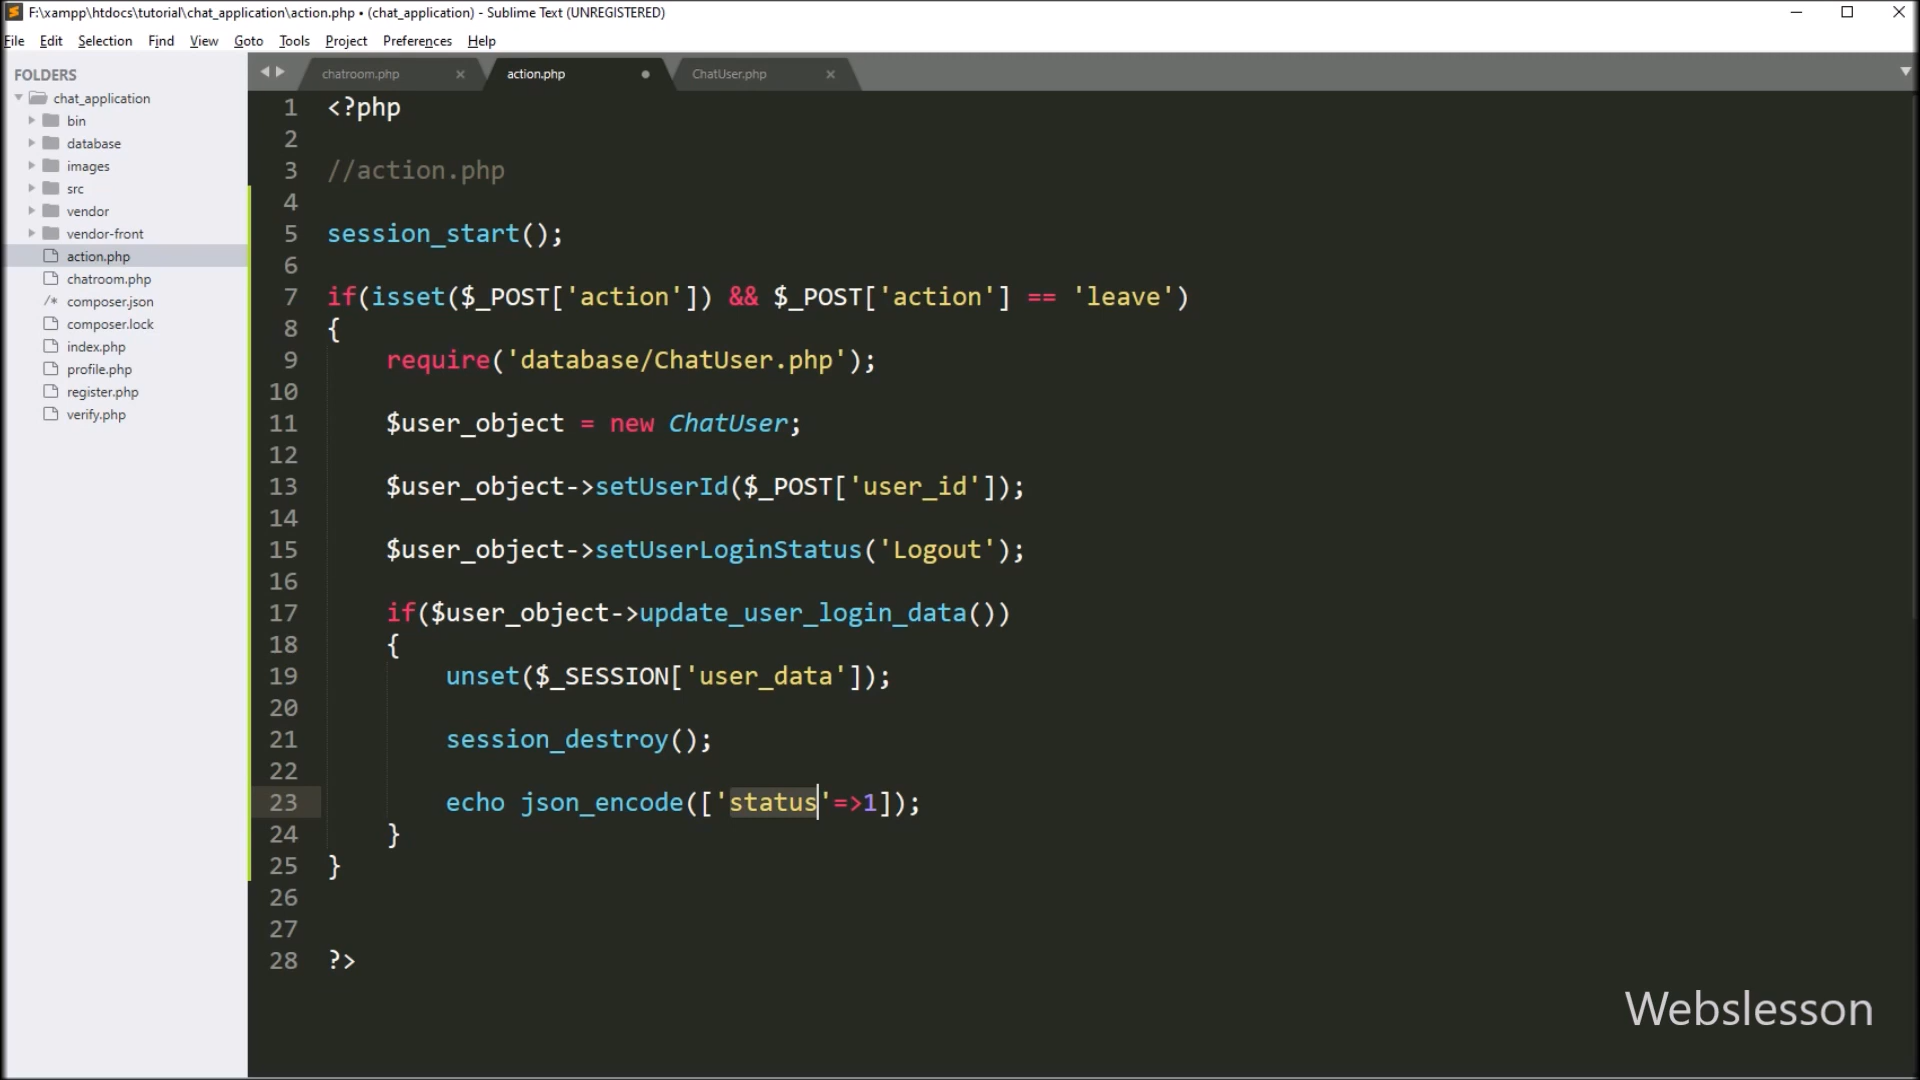 F:\xampp\htdocs\tutorial\chat_application\action.php • (chat_application) - Sublime Text (UNREGISTERED)
File Edit Selection Find View Goto Tools Project Preferences Help
FOLDERS
chat_application
bin
database
images
src
vendor
vendor-front
action.php
chatroom.php
/* composer.json
composer.lock
index.php
profile.php
register.php
verify.php
chatroom.php action.php ChatUser.php
1 <?php
2
3 //action.php
4
5 session_start();
6
7 if(isset($_POST['action']) && $_POST['action'] == 'leave')
8 {
9 require('database/ChatUser.php');
10
11 $user_object = new ChatUser;
12
13 $user_object->setUserId($_POST['user_id']);
14
15 $user_object->setUserLoginStatus('Logout');
16
17 if($user_object->update_user_login_data())
18 {
19 unset($_SESSION['user_data']);
20
21 session_destroy();
22
23 echo json_encode(['status'=>1]);
24 }
25 }
26
27
28 ?>
Webslesson